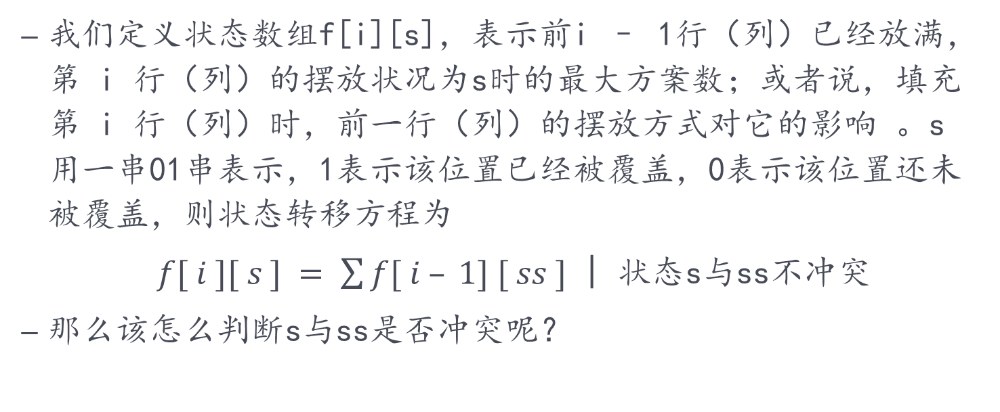 – 我们定义状态数组f[i][s]，表示前i – 1行（列）已经放满，
第 i 行（列）的摆放状况为s时的最大方案数；或者说，填充
第 i 行（列）时，前一行（列）的摆放方式对它的影响 。s
用一串01串表示，1表示该位置已经被覆盖，0表示该位置还未
被覆盖，则状态转移方程为
f[i][s] = ∑f[i– 1][ss] | 状态s与ss不冲突
– 那么该怎么判断s与ss是否冲突呢？